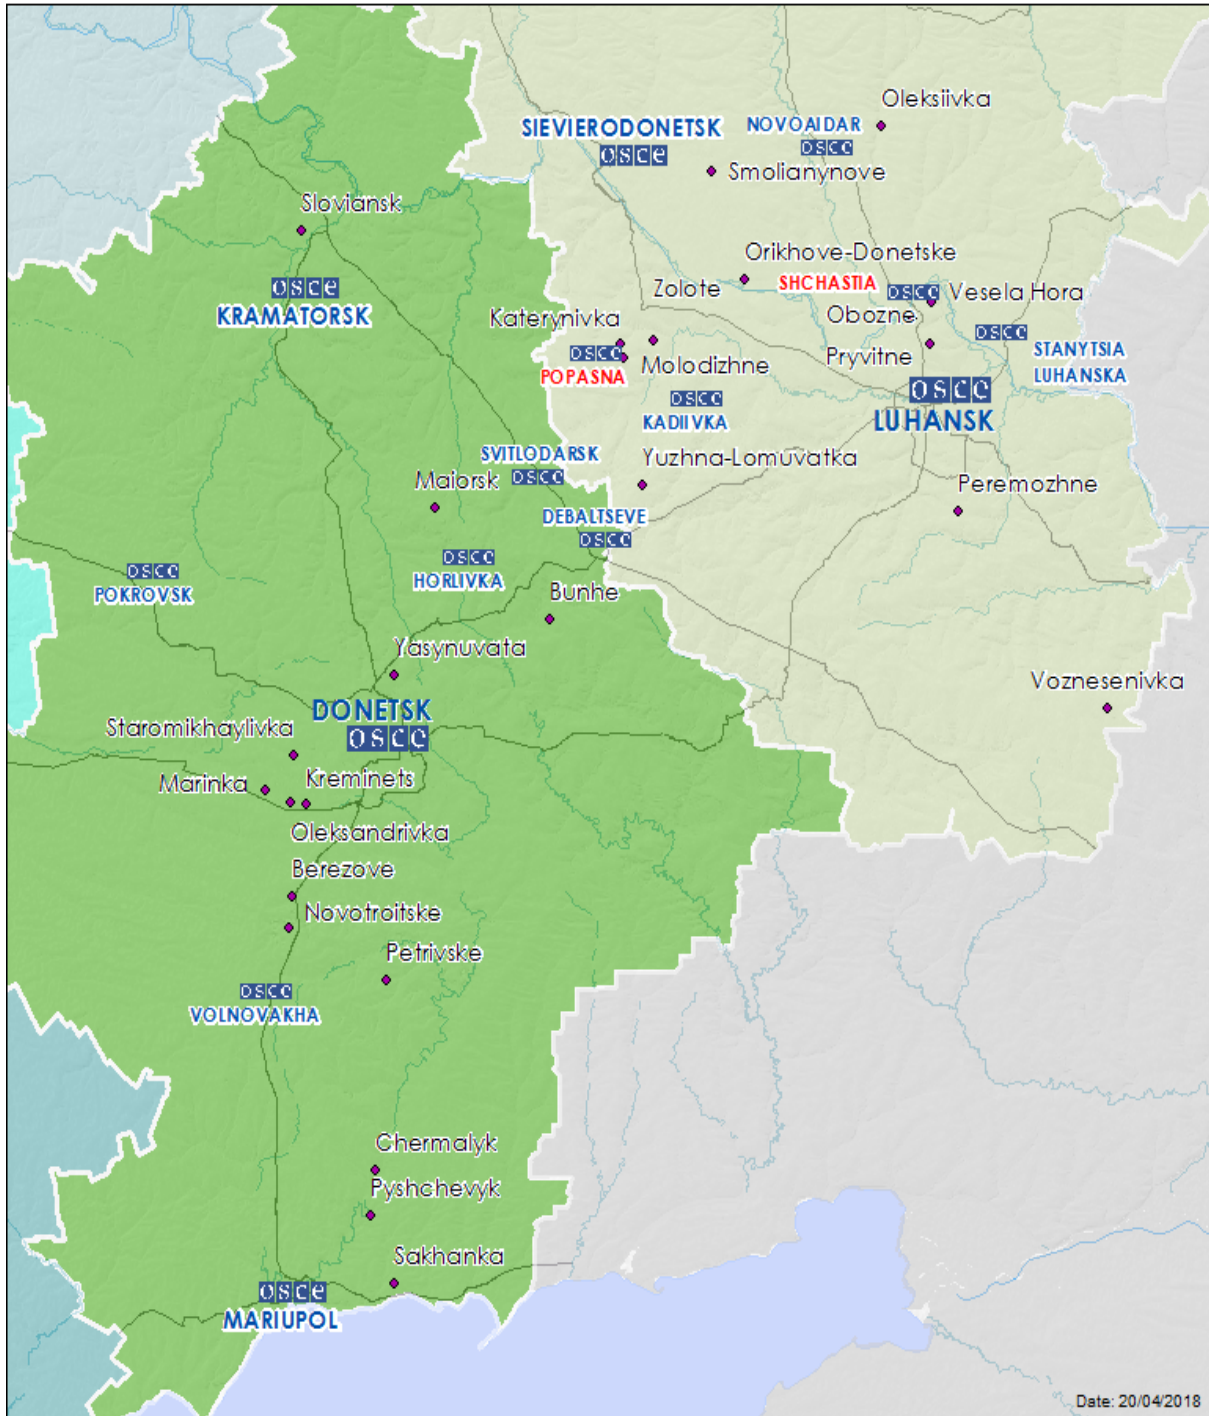 Oleksiivka
SIEVIERODONETSK
NOVOAIDAR
osce
osce
Smolianynove
Sloviansk
Orikhove-Donetske
osce
Zolote
SHCHASTIA
osce
Vesela Hora
KRAMATORSK
Katerynivka
Obozne
osce
osce
Pryvitne
STANYTSIA
LUHANSKA
POPASNA
Molodizhne
osce
osce
KADIIVKA
LUHANSK
SVITLODARSK
Yuzhna-Lomuvatka
Maiorsk
osce
Peremozhne
DEBALTSEVE
osce
osce
osce
HORLIVKA
POKROVSK
Bunhe
Yasynuvata
Voznesenivka
DONETSK
Staromikhaylivka
osce
Marinka
Kreminets
Oleksandrivka
Berezove
Novotroitske
Petrivske
osce
VOLNOVAKHA
Chermalyk
Pyshchevyk
Sakhanka
osce
MARIUPOL
Date: 20/04/2018